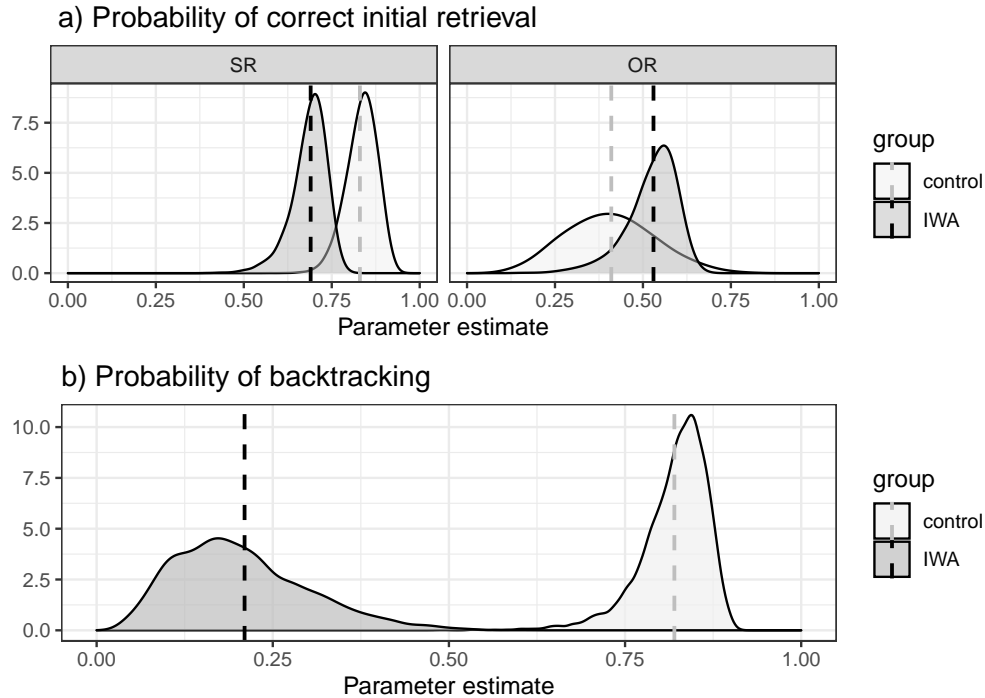 a) Probability of correct initial retrieval
SR OR
7.5
5.0
2.5
0.0
0.00 0.25 0.50 0.75 1.00 0.00 0.25 0.50 0.75 1.00
Parameter estimate
group
control
IWA
b) Probability of backtracking
10.0
7.5
5.0
2.5
0.0
0.00 0.25 0.50 0.75 1.00
Parameter estimate
group
control
IWA